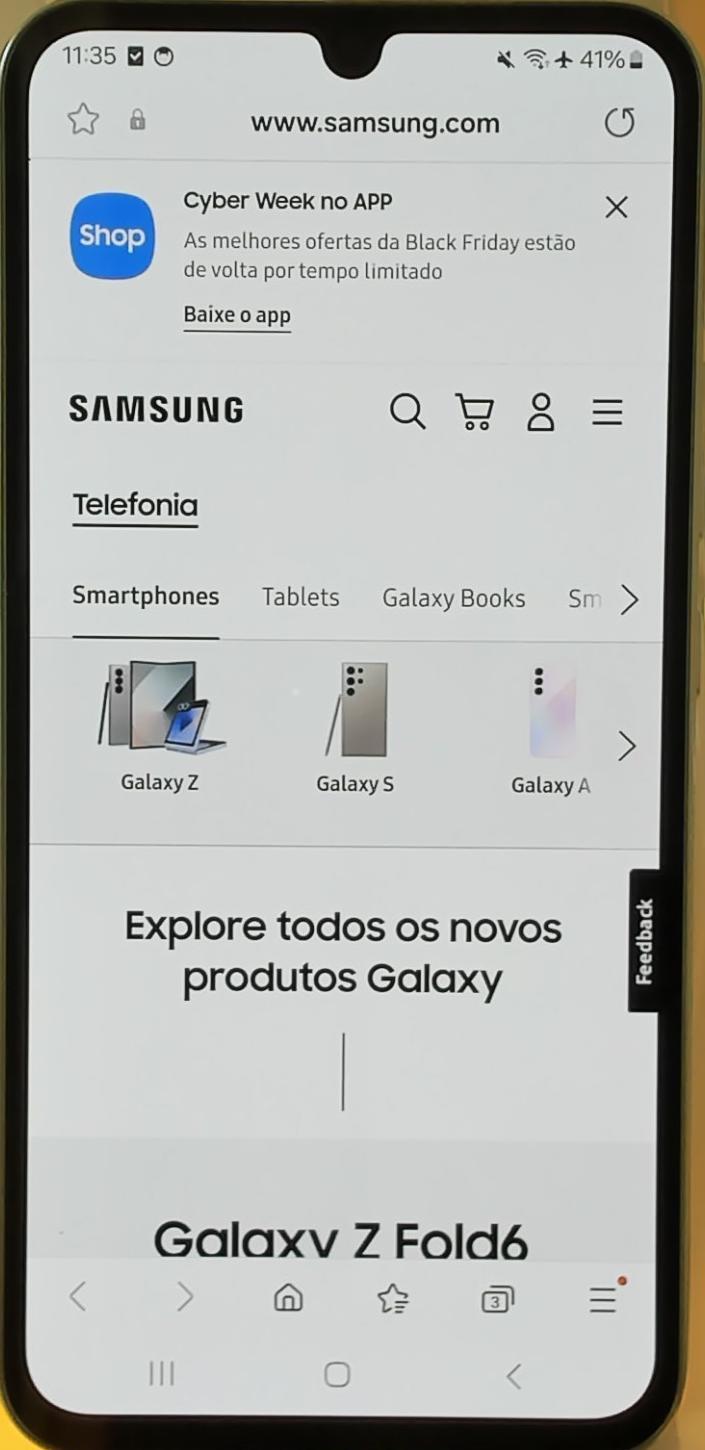 11:35
41%
www.samsung.com
Shop
Cyber Week no APP
As melhores ofertas da Black Friday estão
de volta por tempo limitado
Baixe o app
SAMSUNG
Telefonia
Smartphones Tablets Galaxy Books Sm
Galaxy Z Galaxy S Galaxy A
Explore todos os novos
produtos Galaxy
Feedback
Galaxy Z Fold6
3